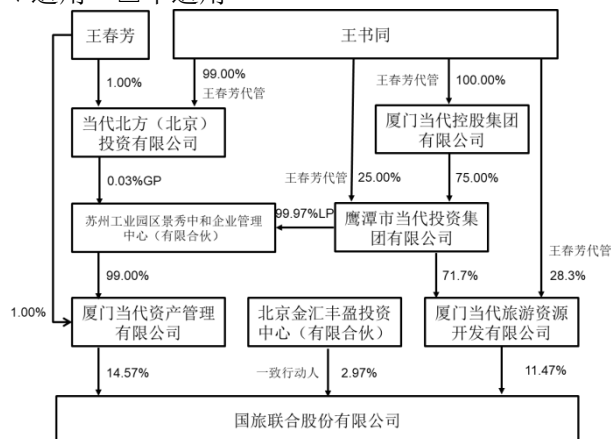 王春芳
王书同
1.00%
99.00%
王春芳代管
王春芳代管
100.00%
当代北方（北京）
投资有限公司
厦门当代控股集团
有限公司
0.03%GP
王春芳代管
25.00%
75.00%
苏州工业园区景秀中和企业管理
中心（有限合伙）
99.97%LP
鹰潭市当代投资集
团有限公司
王春芳代管
99.00%
71.7%
28.3%
1.00%
厦门当代资产管理
有限公司
北京金汇丰盈投资
中心（有限合伙）
厦门当代旅游资源
开发有限公司
14.57%
一致行动人
2.97%
11.47%
国旅联合股份有限公司